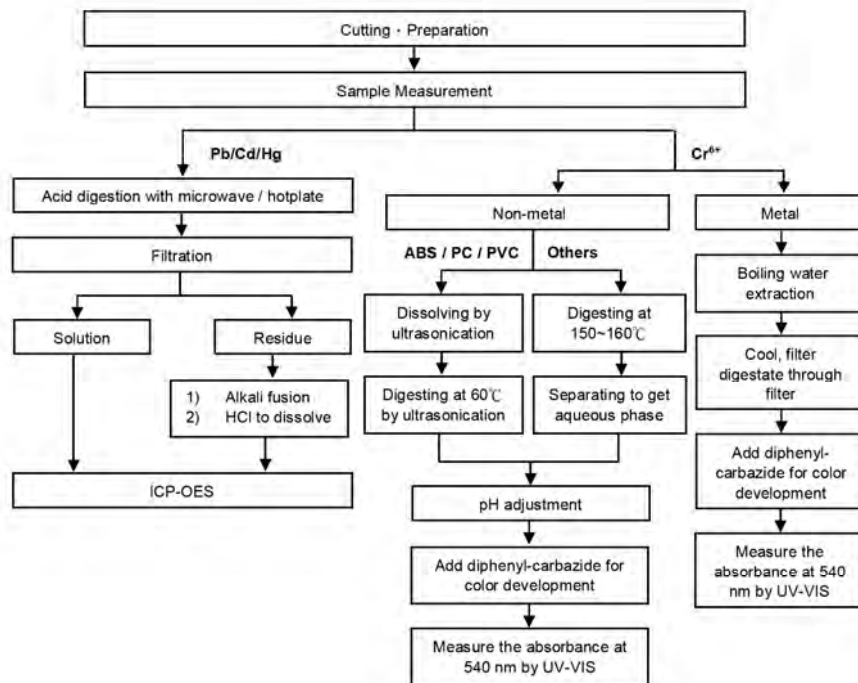 Cutting · Preparation
Sample Measurement
Pb/Cd/Hg
Acid digestion with microwave / hotplate
Filtration
Solution
Residue
1) Alkali fusion
2) HCl to dissolve
ICP-OES
Cr⁶⁺
Non-metal
ABS / PC / PVC
Others
Dissolving by
ultrasonication
Digesting at 60℃
by ultrasonication
Digesting at
150~160℃
Separating to get
aqueous phase
pH adjustment
Add diphenyl-carbazide for
color development
Measure the absorbance at
540 nm by UV-VIS
Metal
Boiling water
extraction
Cool, filter
digestate through
filter
Add diphenyl-
carbazide for color
development
Measure the
absorbance at 540
nm by UV-VIS